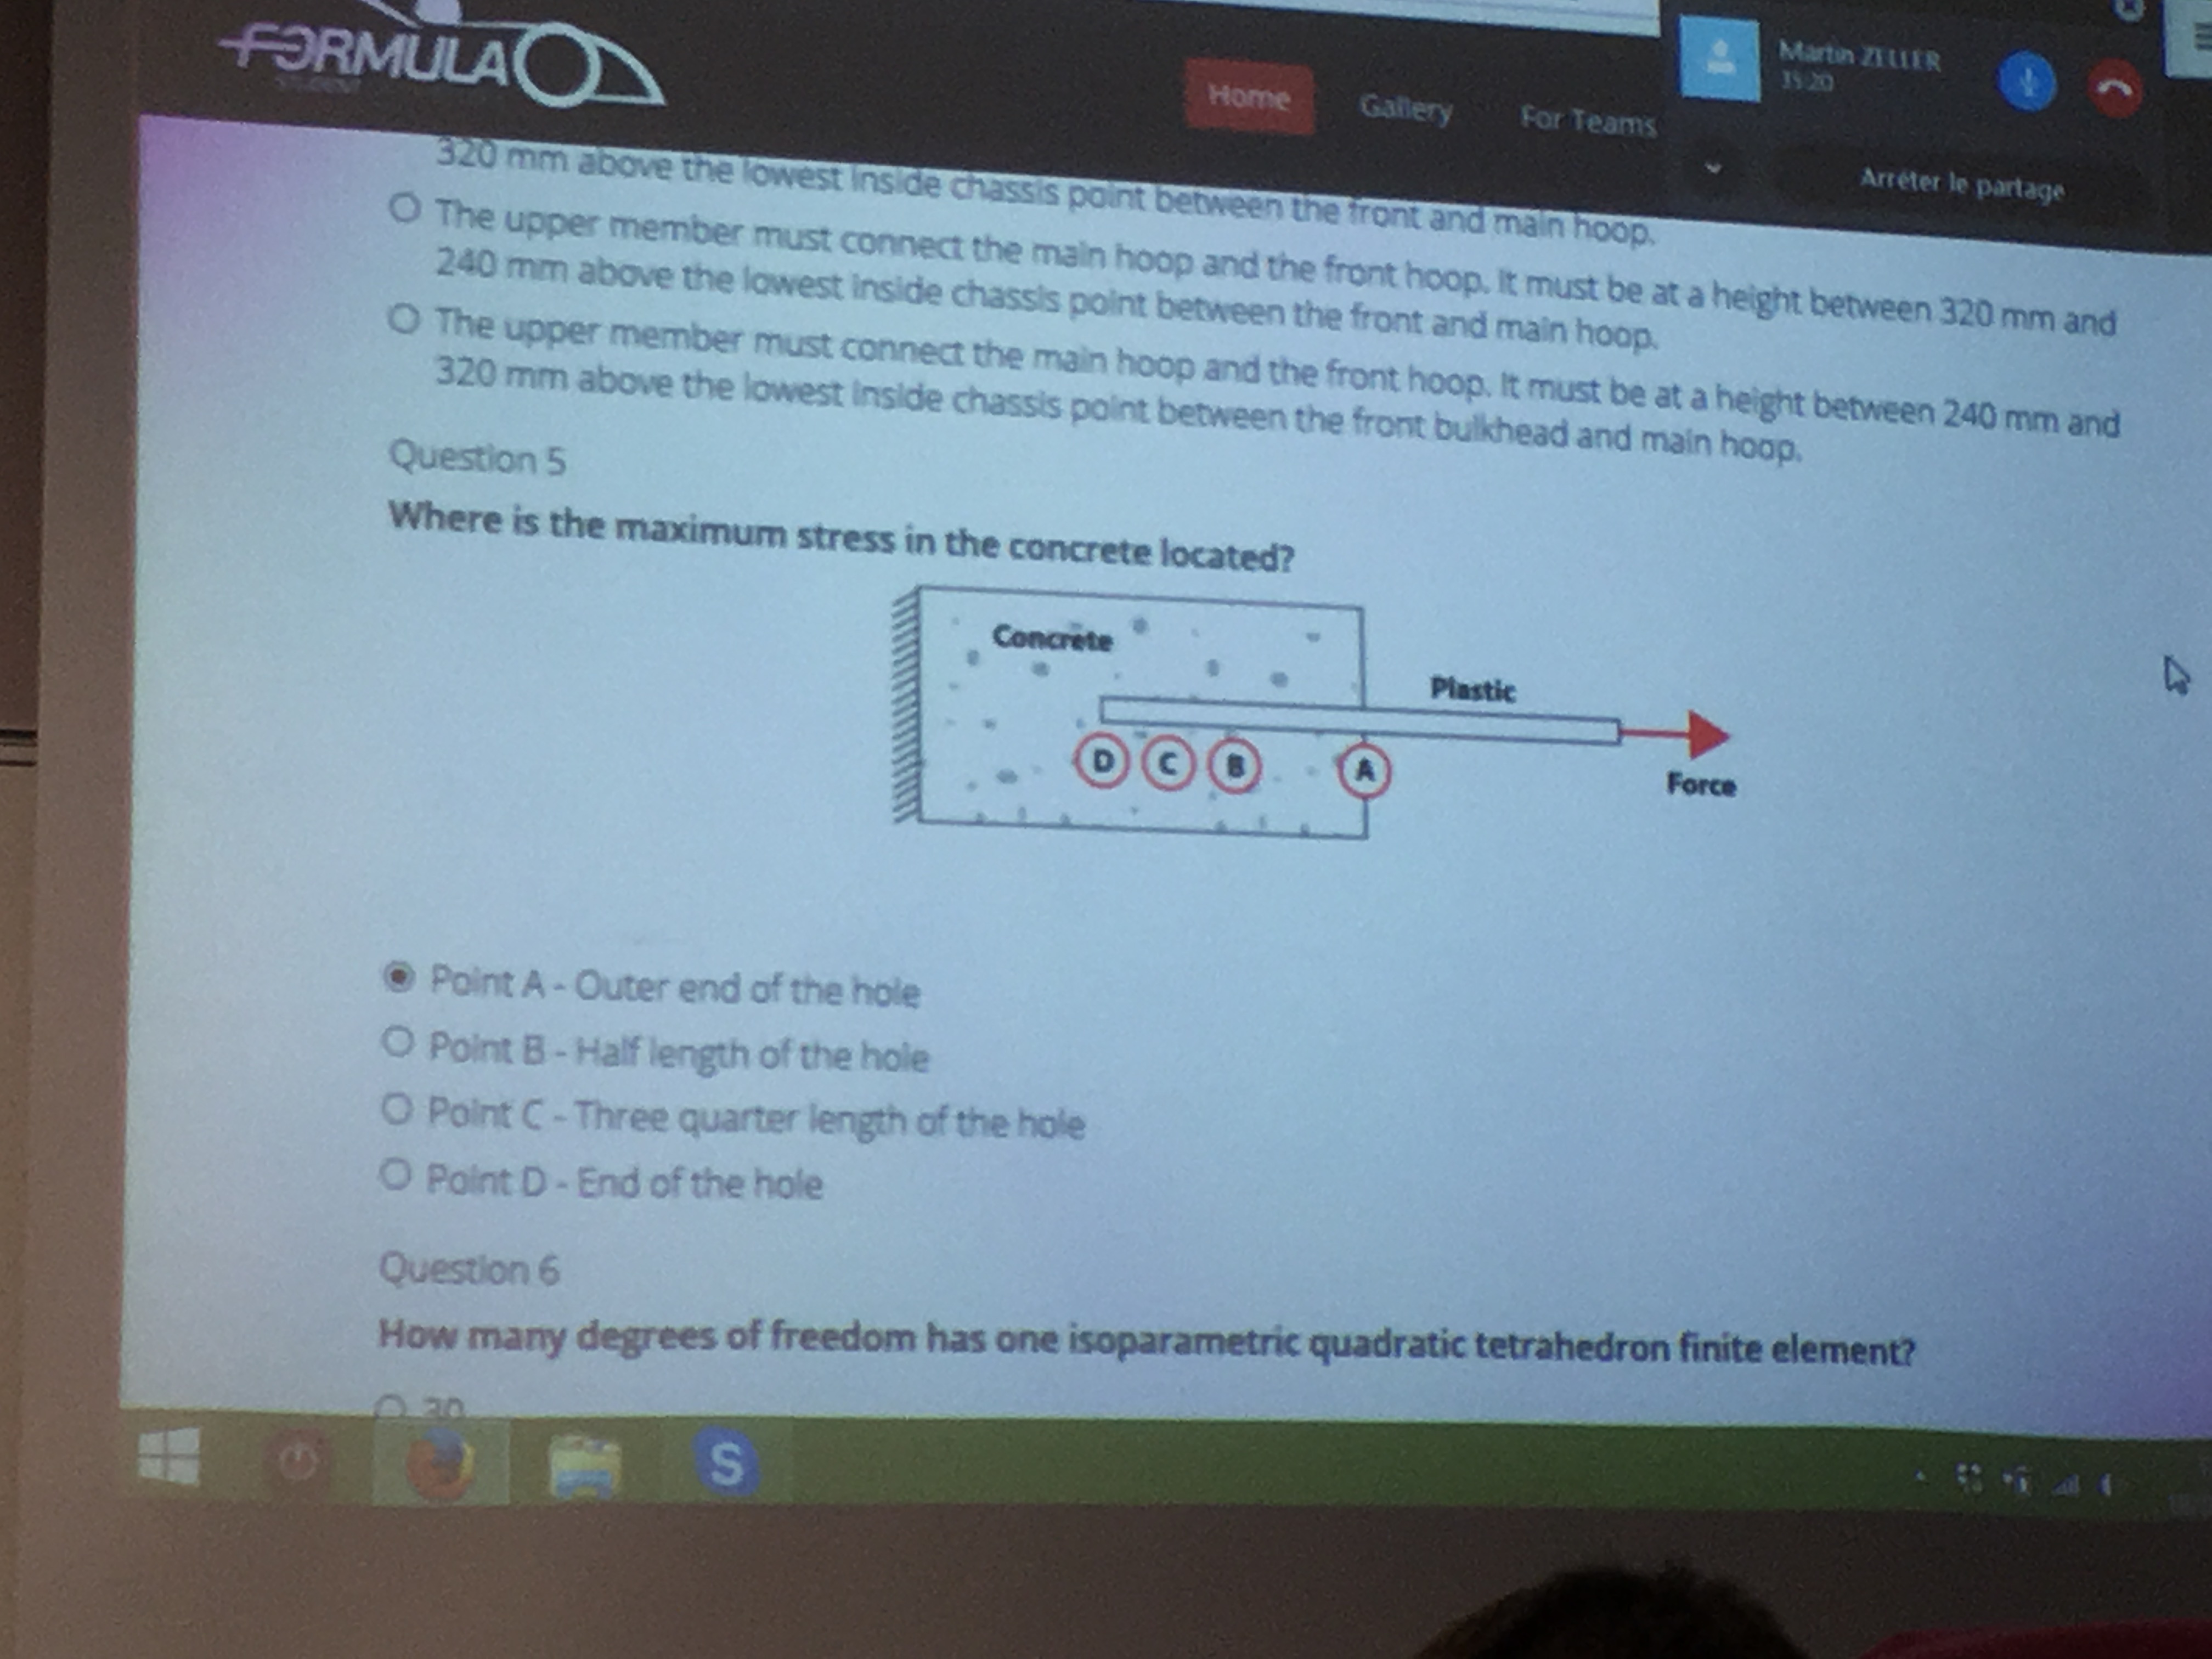 FORMULA
STUDENT
Home
Gallery
For Teams
Martin ZELLER
35:20
Arrêter le partage
320 mm above the lowest inside chassis point between the front and main hoop.
The upper member must connect the main hoop and the front hoop. It must be at a height between 320 mm and
240 mm above the lowest inside chassis point between the front and main hoop.
The upper member must connect the main hoop and the front hoop. It must be at a height between 240 mm and
320 mm above the lowest inside chassis point between the front bulkhead and main hoop.
Question 5
Where is the maximum stress in the concrete located?
Concrete
Plastic
D
C
B
A
Force
Point A - Outer end of the hole
Point B - Half length of the hole
Point C - Three quarter length of the hole
Point D - End of the hole
Question 6
How many degrees of freedom has one isoparametric quadratic tetrahedron finite element?
30
S